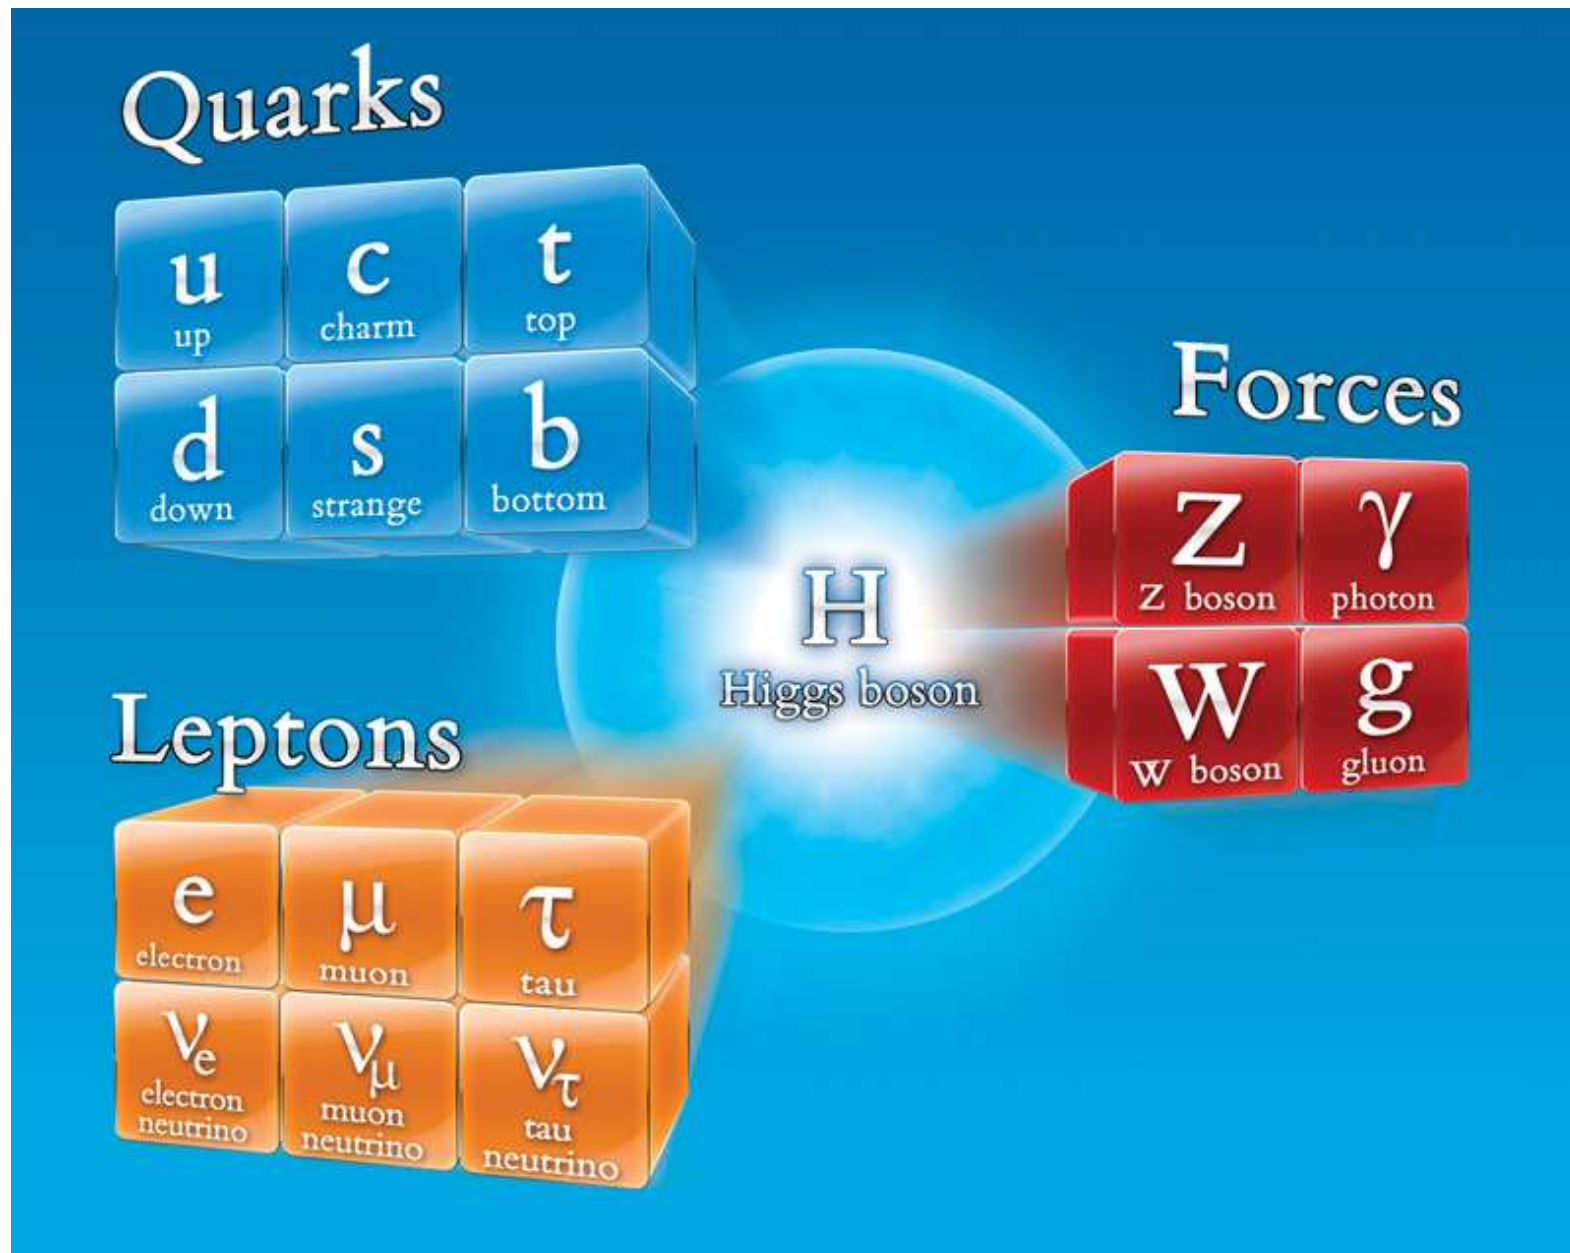 Quarks
u
up
c
charm
t
top
d
down
s
strange
b
bottom
Forces
Z
Z boson
γ
photon
W
W boson
g
gluon
H
Higgs boson
Leptons
e
electron
μ
muon
τ
tau
νe
electron
neutrino
νμ
muon
neutrino
ντ
tau
neutrino